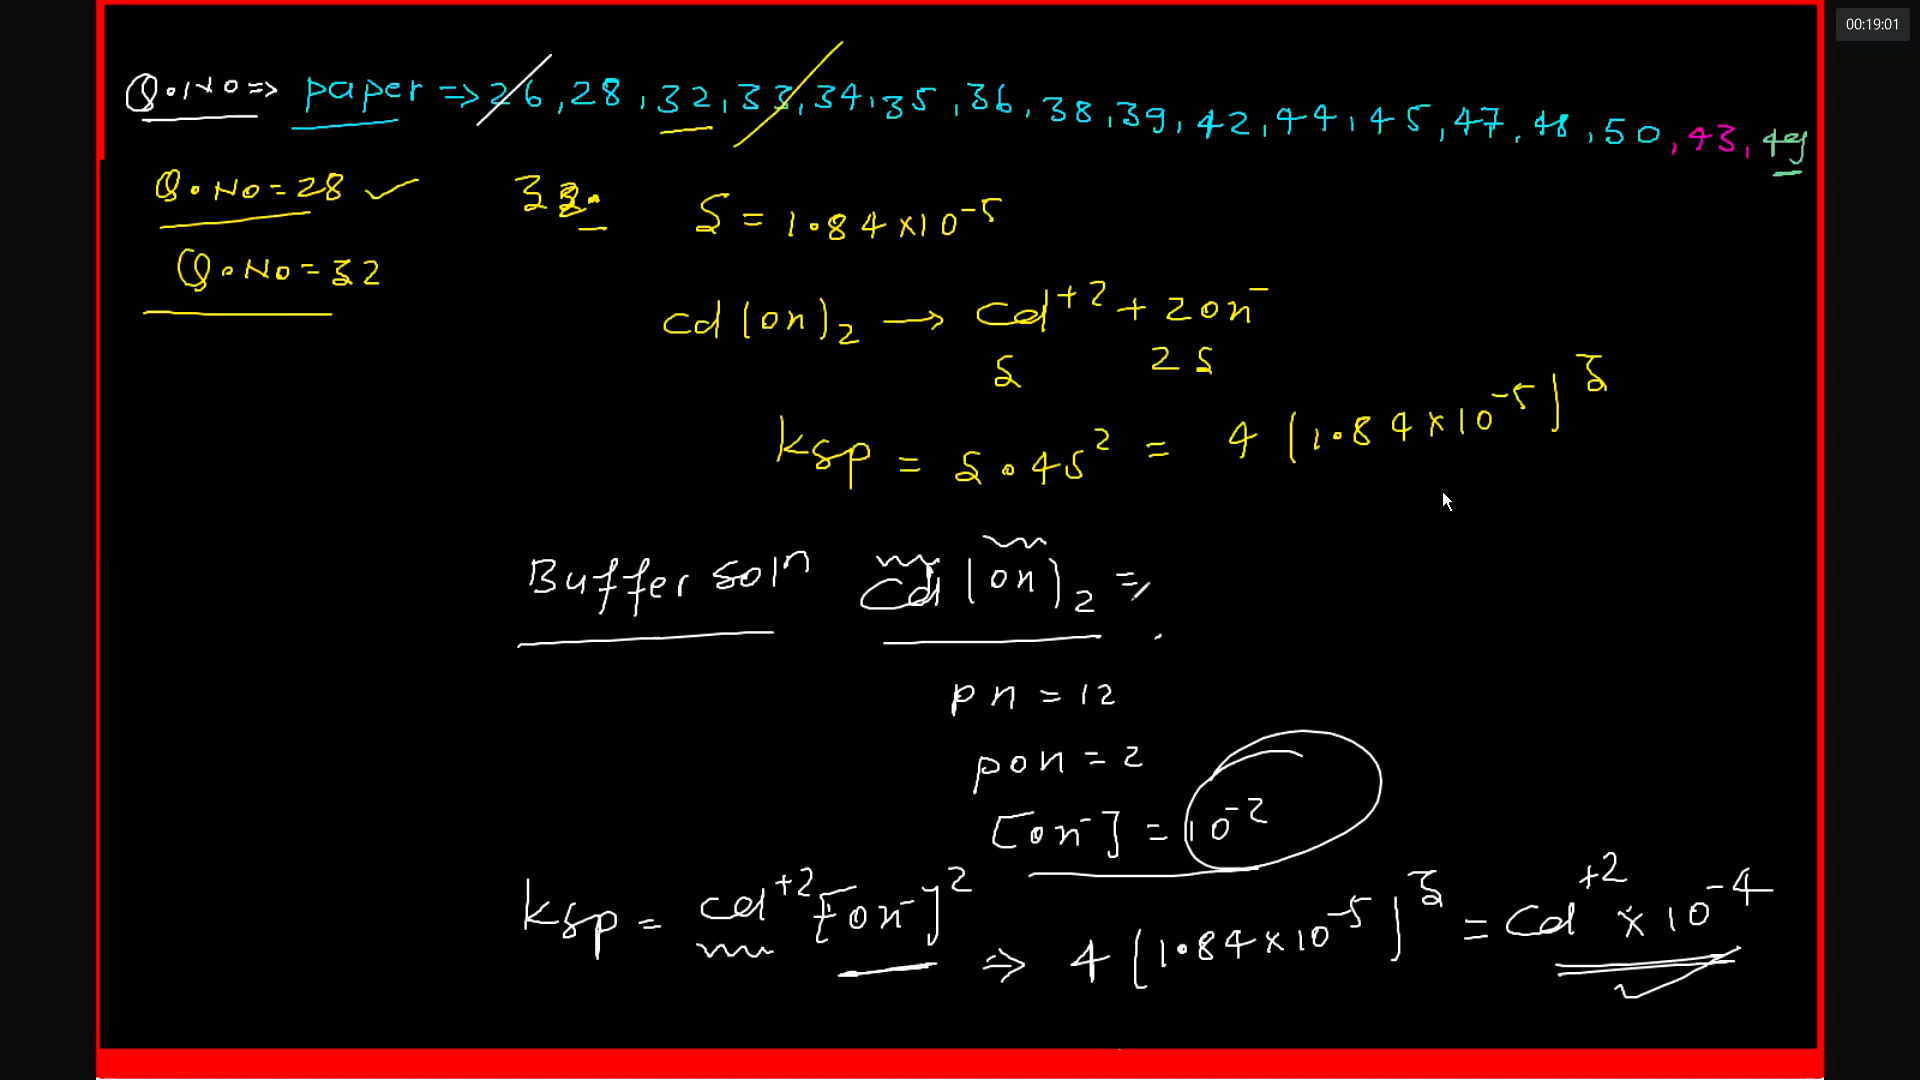 00:19:01
Q.No => paper => 26, 28, 32, 33, 34, 35, 36, 38, 39, 42, 44, 45, 47, 48, 50, 43, 49
Q.No = 28 ✓
Q.No = 32
32.
S = 1.84 × 10⁻⁵
Cd(OH)₂ → Cd⁺² + 2OH⁻
S 2S
Ksp = S.4S² = 4(1.84×10⁻⁵)³
Buffer solⁿ Cd(OH)₂ =>
pH = 12
pOH = 2
[OH⁻] = 10⁻²
Ksp = Cd⁺²[OH⁻]² => 4(1.84×10⁻⁵)³ = Cd⁺² × 10⁻⁴